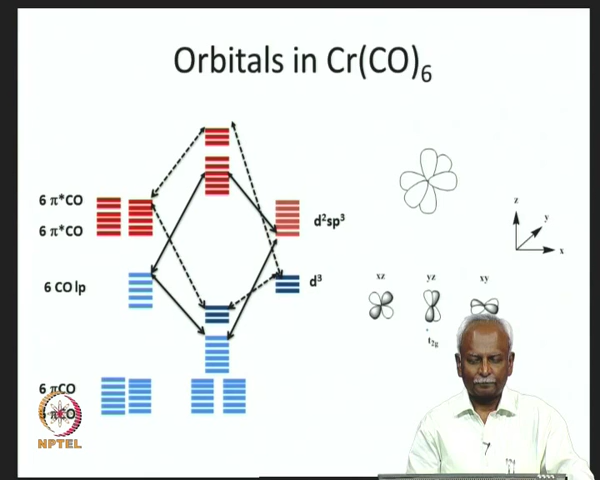 Orbitals in Cr(CO)₆
6 π*CO
6 π*CO
d²sp³
6 CO lp
d³
6 πCO
πCO
z
y
x
xz yz xy
t₂g
NPTEL